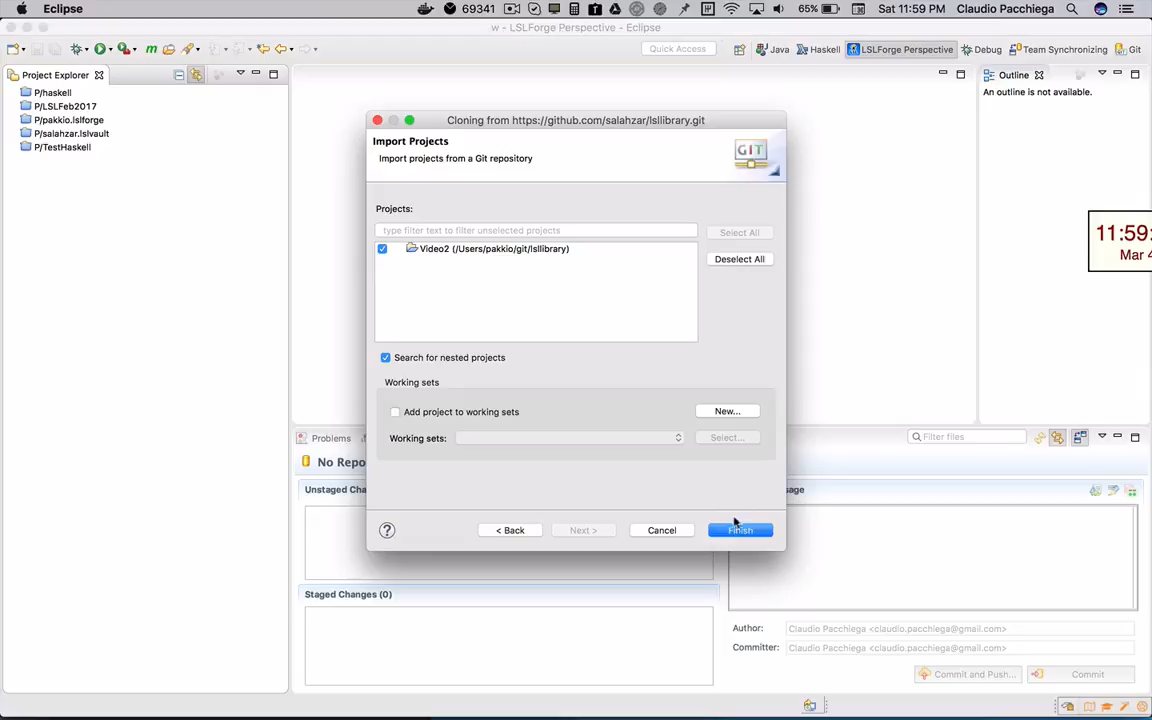 Eclipse
69341
65%
Sat 11:59 PM
Claudio Pacchiega
w - LSLForge Perspective - Eclipse
Quick Access
Java
Haskell
LSLForge Perspective
Debug
Team Synchronizing
Git
Project Explorer
P/haskell
P/LSLFeb2017
P/pakkio.lslforge
P/salahzar.lslvault
P/TestHaskell
Outline
An outline is not available.
Cloning from https://github.com/salahzar/lsllibrary.git
Import Projects
Import projects from a Git repository
GIT
Projects:
type filter text to filter unselected projects
Select All
Video2 (/Users/pakkio/git/lsllibrary)
Deselect All
Search for nested projects
Working sets
Add project to working sets
New...
Working sets:
Select...
?
< Back
Next >
Cancel
Finish
11:59:
Mar 4
Problems
Filter files
No Repo
Unstaged Cha
sage
Staged Changes (0)
Author:
Claudio Pacchiega <claudio.pacchiega@gmail.com>
Committer:
Claudio Pacchiega <claudio.pacchiega@gmail.com>
Commit and Push...
Commit